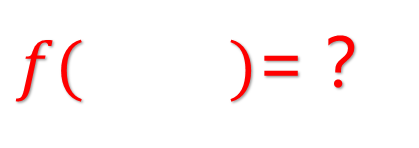 f(      )= ?